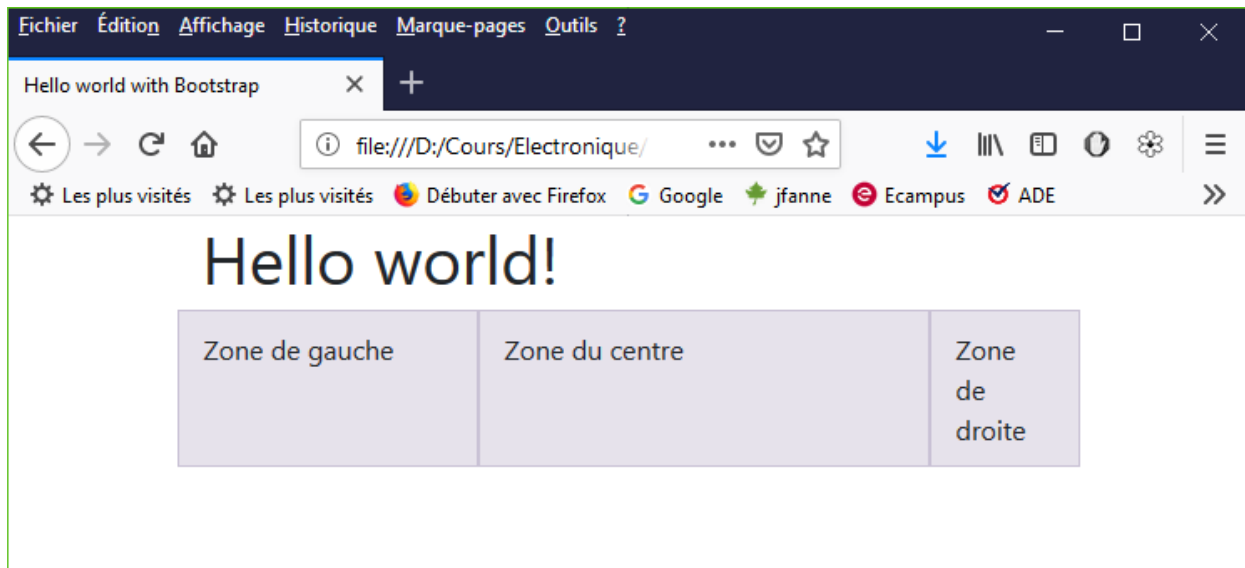 Fichier Édition Affichage Historique Marque-pages Outils ?
Hello world with Bootstrap
file:///D:/Cours/Electronique/
Les plus visités Les plus visités Débuter avec Firefox Google jfanne Ecampus ADE
Hello world!
Zone de gauche Zone du centre Zone
de
droite